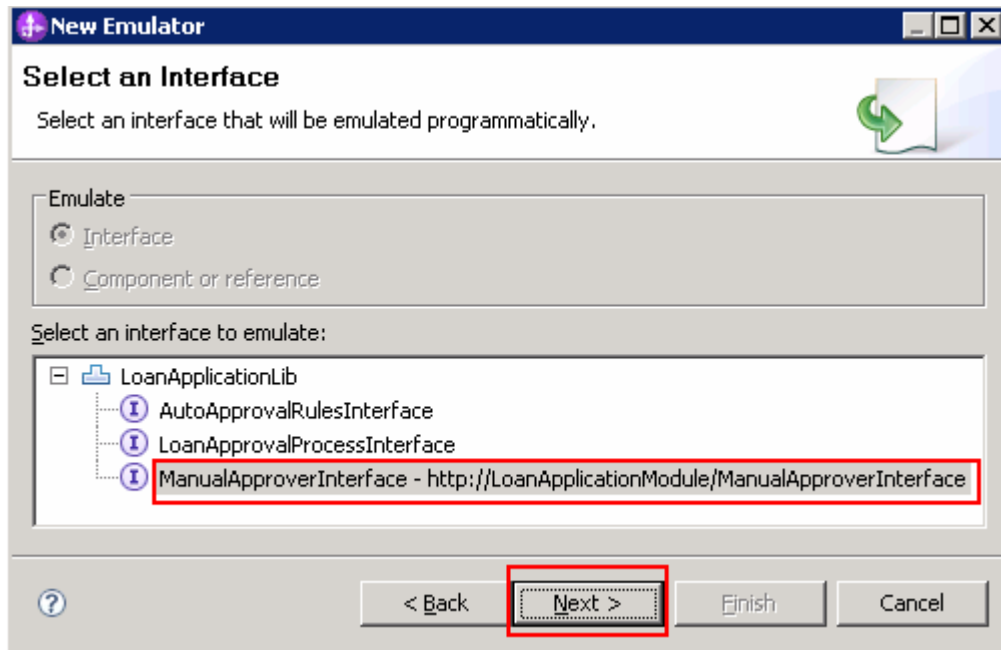 New Emulator
Select an Interface
Select an interface that will be emulated programmatically.
Emulate
Interface
Component or reference
Select an interface to emulate:
LoanApplicationLib
AutoApprovalRulesInterface
LoanApprovalProcessInterface
ManualApproverInterface - http://LoanApplicationModule/ManualApproverInterface
< Back Next > Finish Cancel